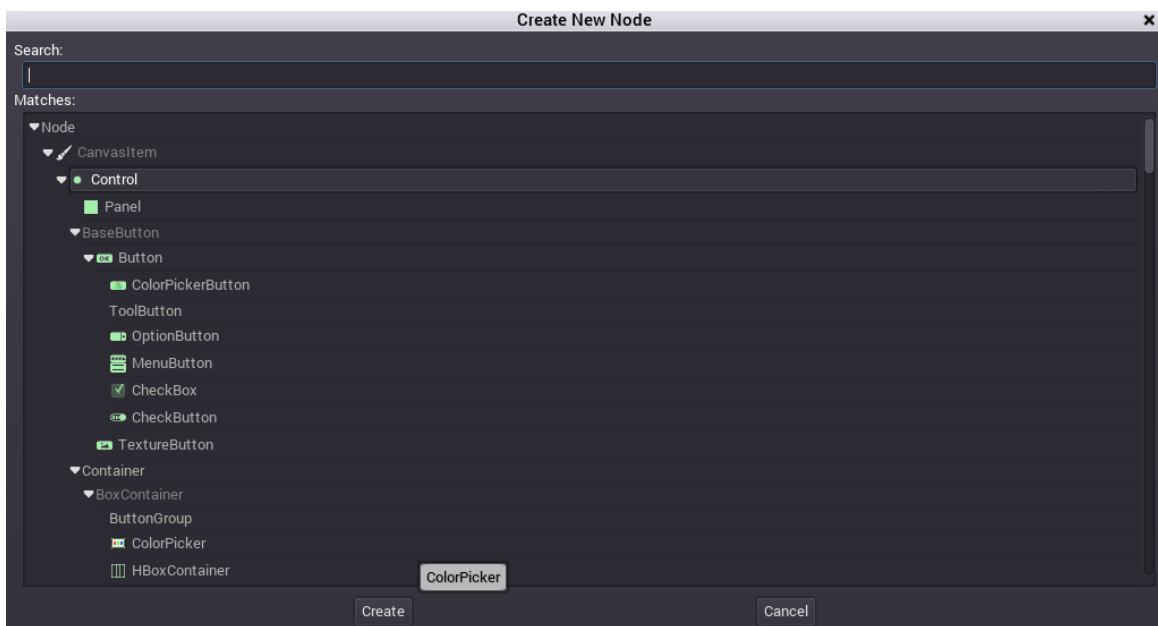 Create New Node
Search:
Matches:
Node
CanvasItem
Control
Panel
BaseButton
Button
ColorPickerButton
ToolButton
OptionButton
MenuButton
CheckBox
CheckButton
TextureButton
Container
BoxContainer
ButtonGroup
ColorPicker
HBoxContainer
ColorPicker
Create Cancel